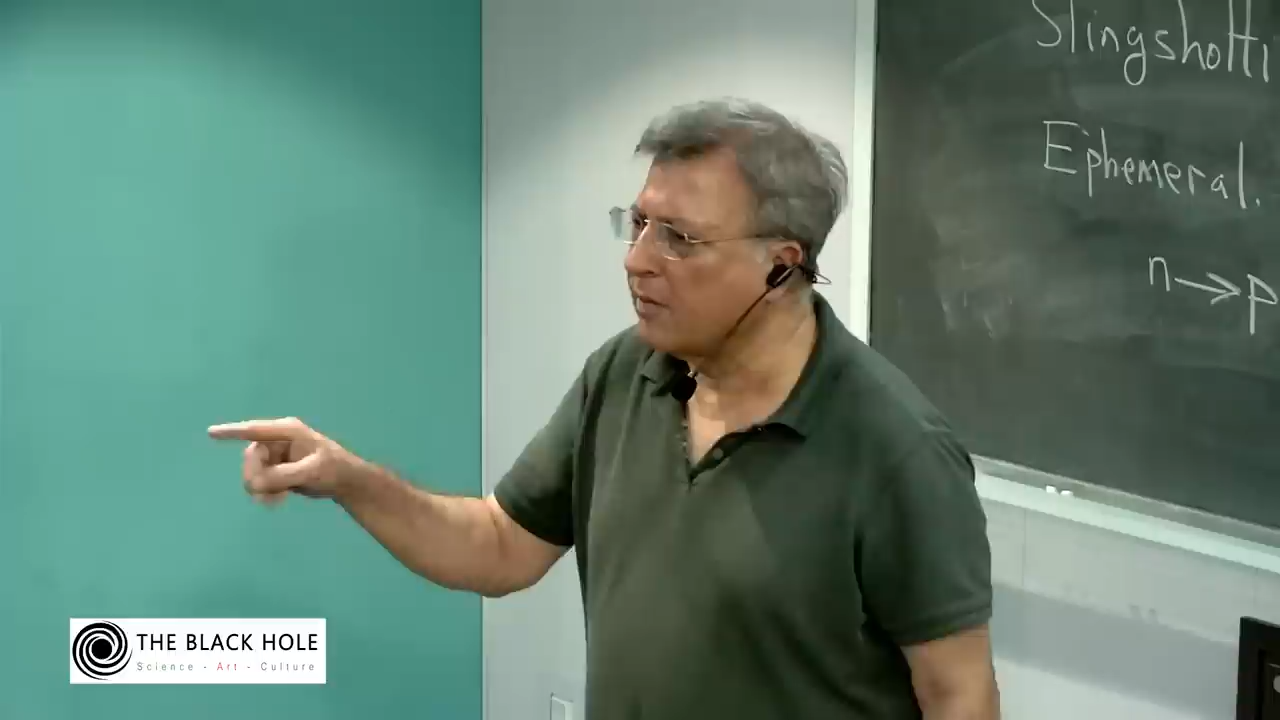 Slingshotti
Ephemeral.
n→p
THE BLACK HOLE
Science - Art - Culture